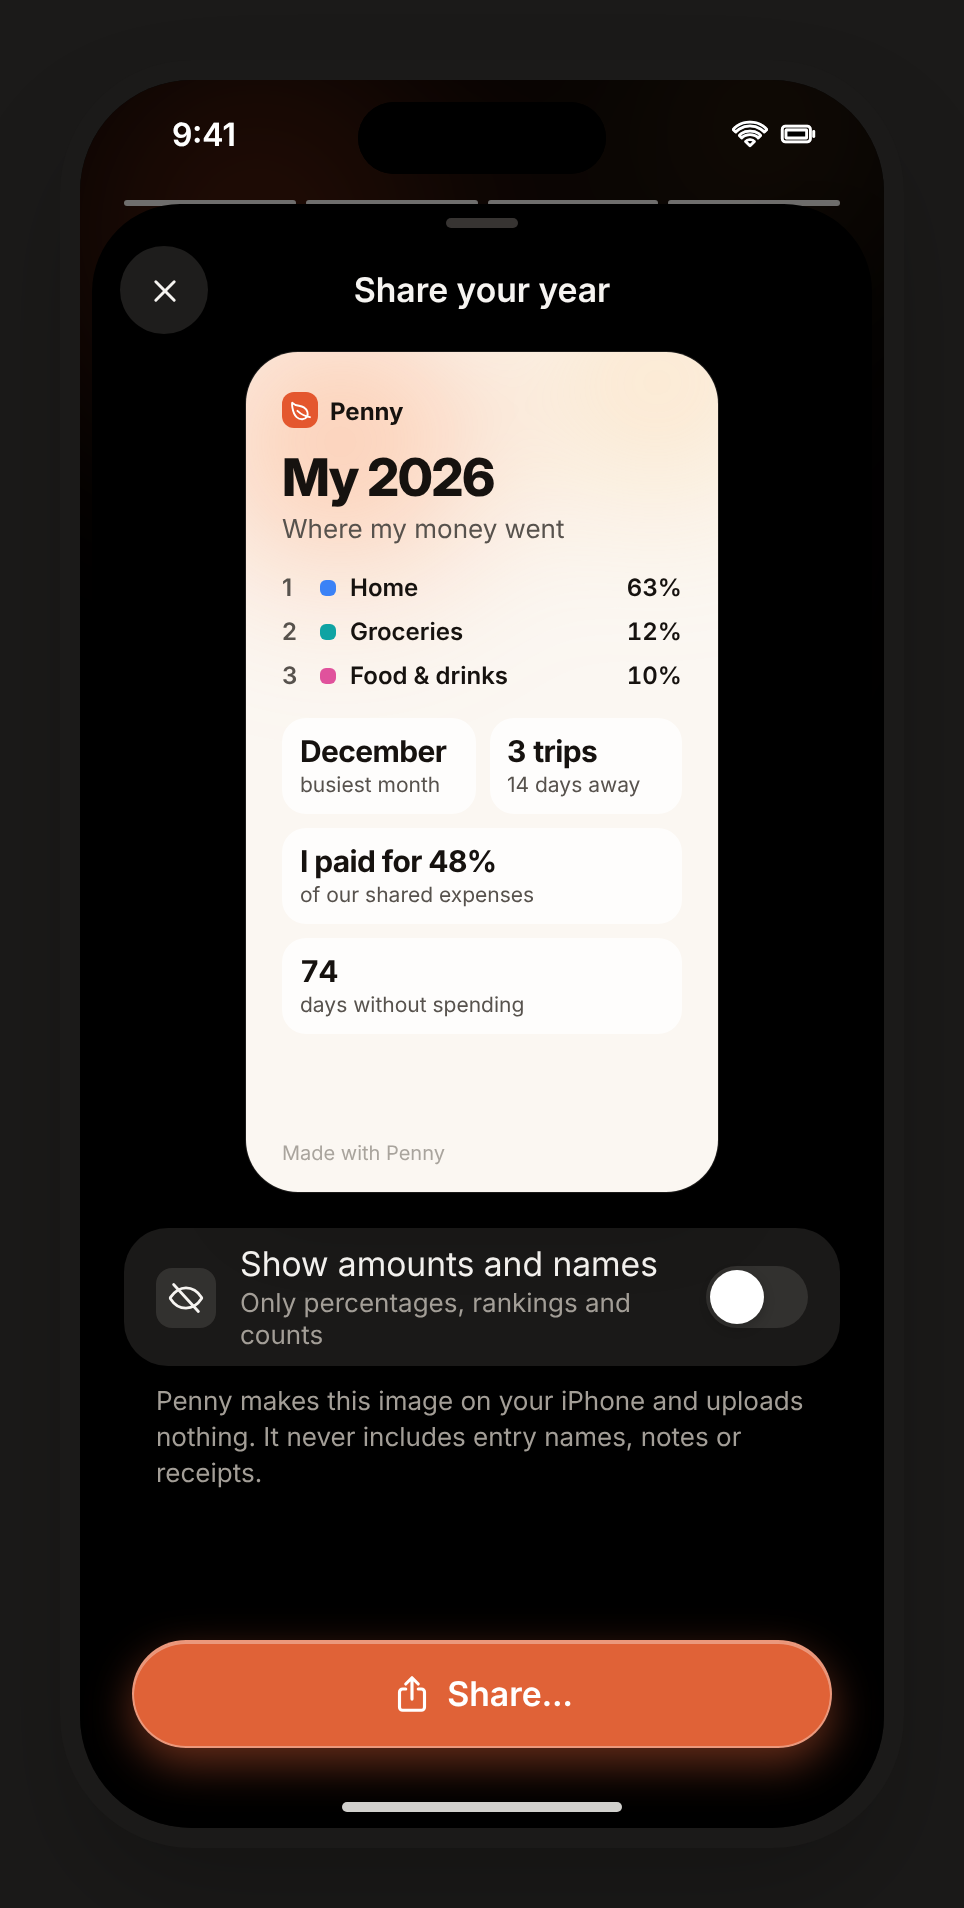 9:41
Share your year
Penny
My 2026
Where my money went
1 Home 63%
2 Groceries 12%
3 Food & drinks 10%
December
busiest month
3 trips
14 days away
I paid for 48%
of our shared expenses
74
days without spending
Made with Penny
Show amounts and names
Only percentages, rankings and
counts
Penny makes this image on your iPhone and uploads
nothing. It never includes entry names, notes or
receipts.
Share...